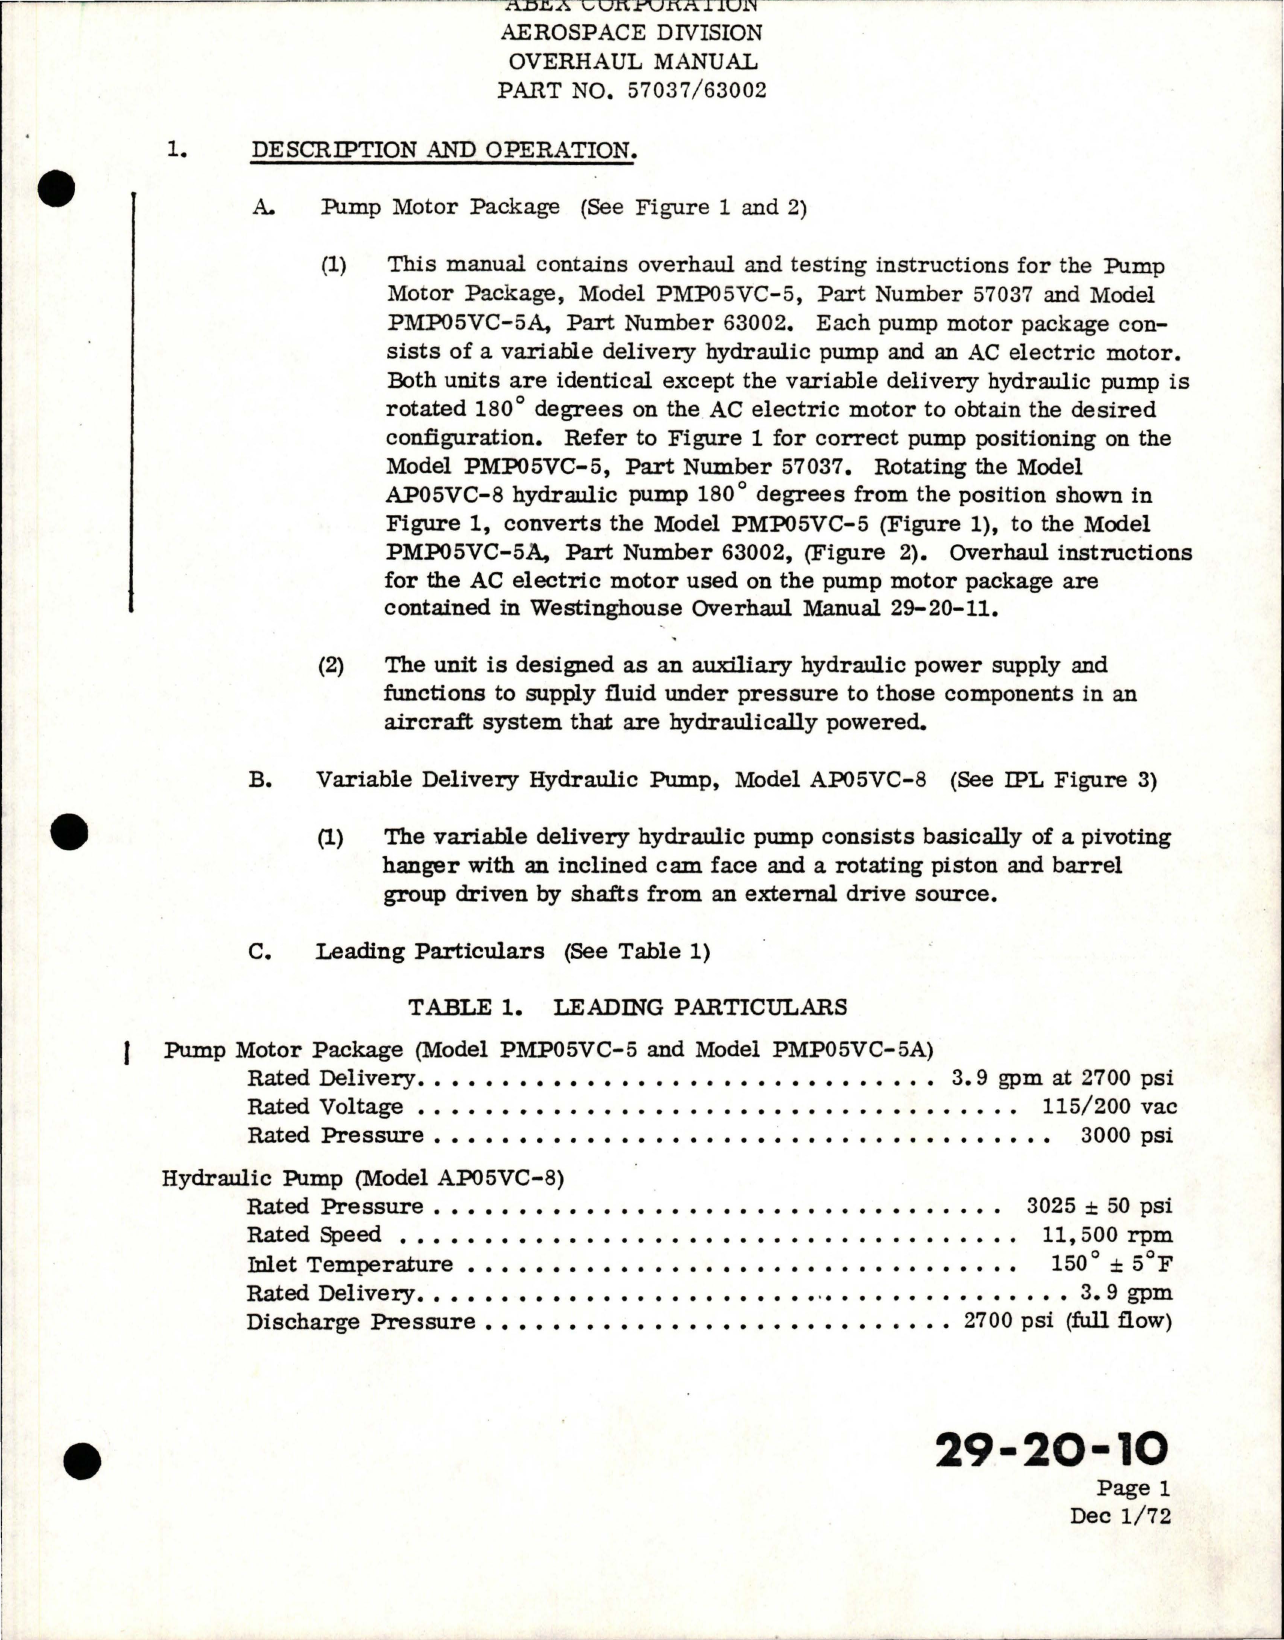 ABEX CORPORATION
AEROSPACE DIVISION
OVERHAUL MANUAL
PART NO. 57037/63002
1. DESCRIPTION AND OPERATION.
A. Pump Motor Package (See Figure 1 and 2)
(1) This manual contains overhaul and testing instructions for the Pump
Motor Package, Model PMP05VC-5, Part Number 57037 and Model
PMP05VC-5A, Part Number 63002. Each pump motor package con-
sists of a variable delivery hydraulic pump and an AC electric motor.
Both units are identical except the variable delivery hydraulic pump is
rotated 180° degrees on the AC electric motor to obtain the desired
configuration. Refer to Figure 1 for correct pump positioning on the
Model PMP05VC-5, Part Number 57037. Rotating the Model
AP05VC-8 hydraulic pump 180° degrees from the position shown in
Figure 1, converts the Model PMP05VC-5 (Figure 1), to the Model
PMP05VC-5A, Part Number 63002, (Figure 2). Overhaul instructions
for the AC electric motor used on the pump motor package are
contained in Westinghouse Overhaul Manual 29-20-11.
(2) The unit is designed as an auxiliary hydraulic power supply and
functions to supply fluid under pressure to those components in an
aircraft system that are hydraulically powered.
B. Variable Delivery Hydraulic Pump, Model AP05VC-8 (See IPL Figure 3)
(1) The variable delivery hydraulic pump consists basically of a pivoting
hanger with an inclined cam face and a rotating piston and barrel
group driven by shafts from an external drive source.
C. Leading Particulars (See Table 1)
TABLE 1. LEADING PARTICULARS
Pump Motor Package (Model PMP05VC-5 and Model PMP05VC-5A)
Rated Delivery. . . . . . . . . . . . . . . . . . . . . . . . . . . . . . . 3.9 gpm at 2700 psi
Rated Voltage . . . . . . . . . . . . . . . . . . . . . . . . . . . . . . . . . . . . 115/200 vac
Rated Pressure . . . . . . . . . . . . . . . . . . . . . . . . . . . . . . . . . . . . . 3000 psi
Hydraulic Pump (Model AP05VC-8)
Rated Pressure . . . . . . . . . . . . . . . . . . . . . . . . . . . . . . . . . . 3025 ± 50 psi
Rated Speed . . . . . . . . . . . . . . . . . . . . . . . . . . . . . . . . . . . . . 11,500 rpm
Inlet Temperature . . . . . . . . . . . . . . . . . . . . . . . . . . . . . . . . . 150° ± 5°F
Rated Delivery. . . . . . . . . . . . . . . . . . . . . . . . . . . . . . . . . . . . . . . 3.9 gpm
Discharge Pressure . . . . . . . . . . . . . . . . . . . . . . . . . . . . 2700 psi (full flow)
29-20-10
Page 1
Dec 1/72